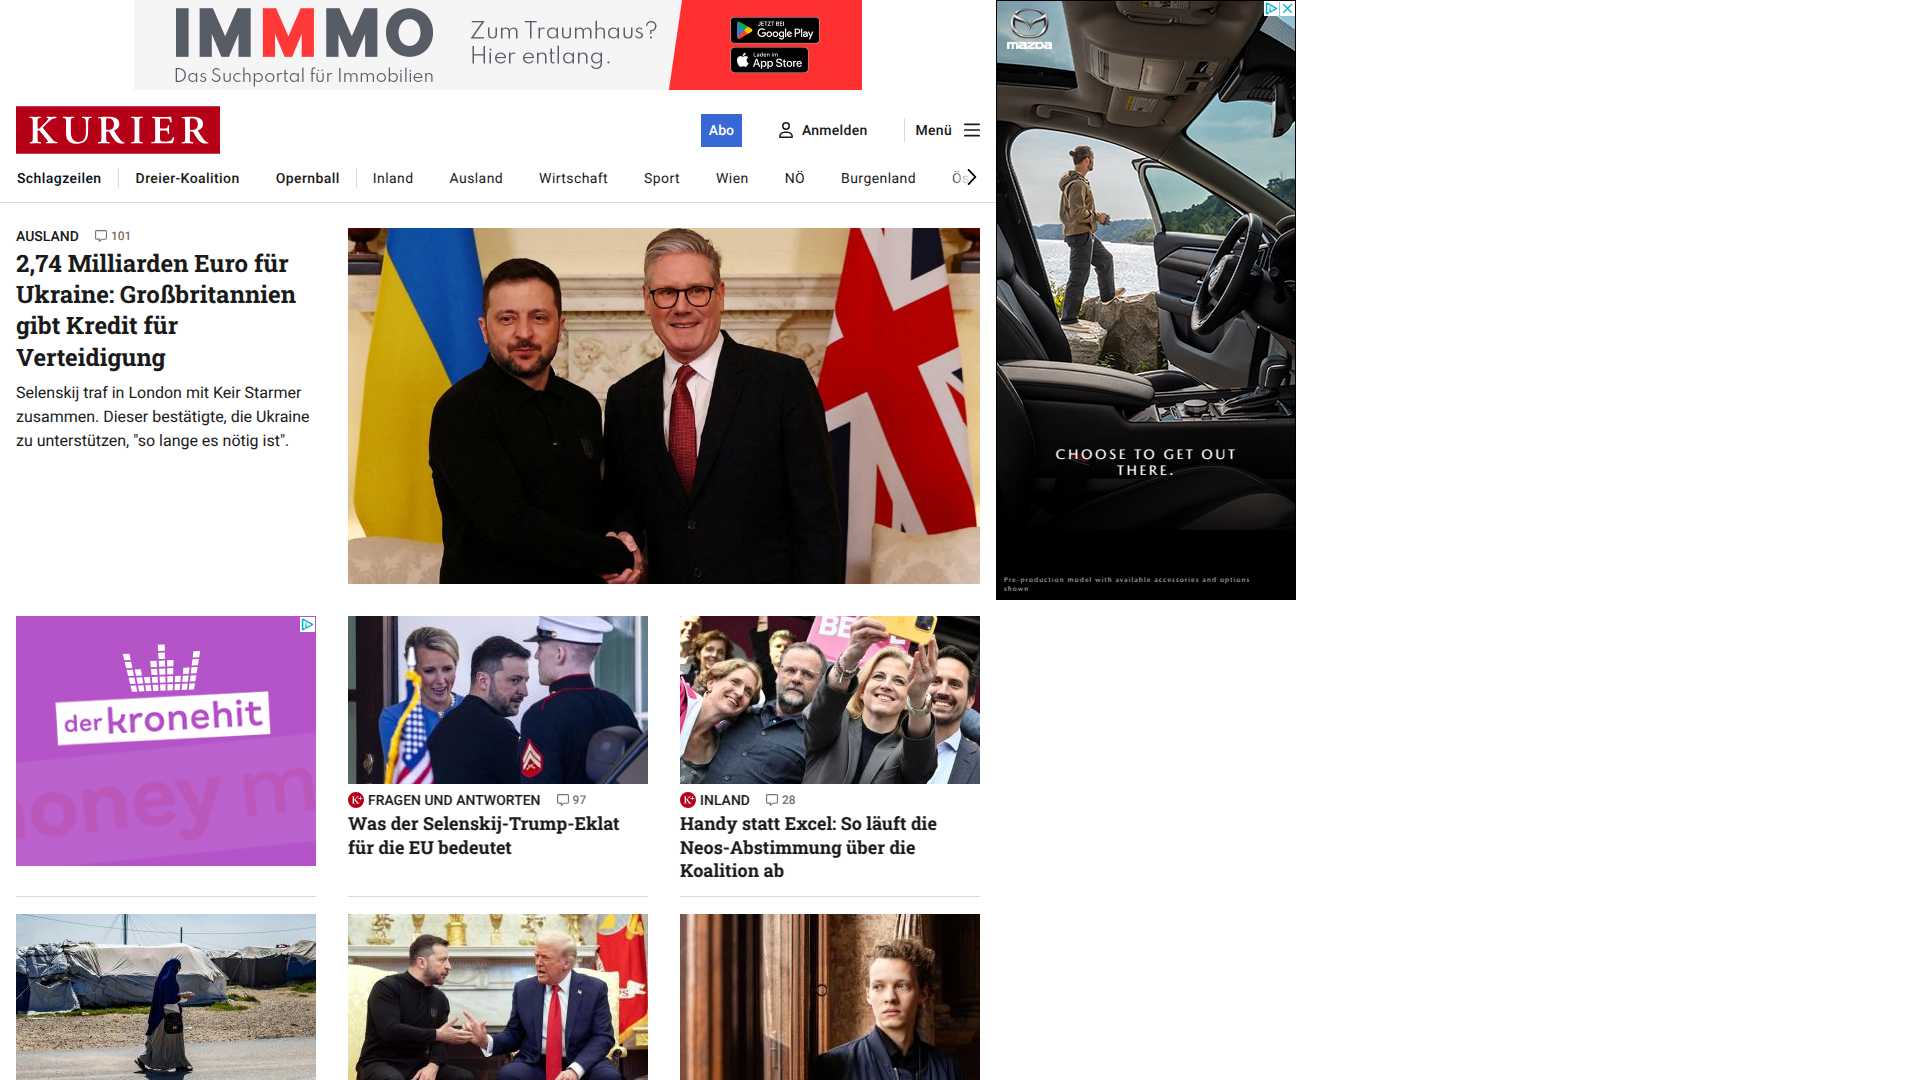 IMMMO
Das Suchportal für Immobilien
Zum Traumhaus?
Hier entlang.
JETZT BEI
Google Play
Laden im
App Store
mazda
KURIER
Abo
Anmelden
Menü
Schlagzeilen
Dreier-Koalition
Opernball
Inland
Ausland
Wirtschaft
Sport
Wien
NÖ
Burgenland
AUSLAND 101
2,74 Milliarden Euro für
Ukraine: Großbritannien
gibt Kredit für
Verteidigung
Selenskij traf in London mit Keir Starmer
zusammen. Dieser bestätigte, die Ukraine
zu unterstützen, "so lange es nötig ist".
CHOOSE TO GET OUT
THERE.
Pre-production model with available accessories and options
shown
der kronehit
money m
K+ FRAGEN UND ANTWORTEN 97
Was der Selenskij-Trump-Eklat
für die EU bedeutet
K+ INLAND 28
Handy statt Excel: So läuft die
Neos-Abstimmung über die
Koalition ab